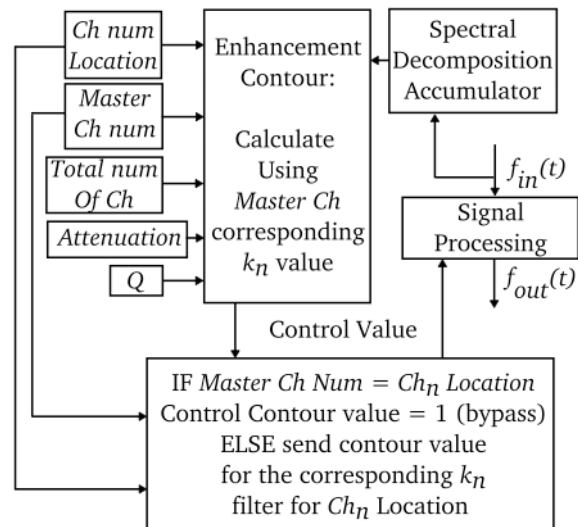 Ch num
Location
Master
Ch num
Total num
Of Ch
Attenuation
Q
Enhancement
Contour:
Calculate
Using
Master Ch
corresponding
kn value
Spectral
Decomposition
Accumulator
fin(t)
Signal
Processing
fout(t)
Control Value
IF Master Ch Num = Chn Location
Control Contour value = 1 (bypass)
ELSE send contour value
for the corresponding kn
filter for Chn Location